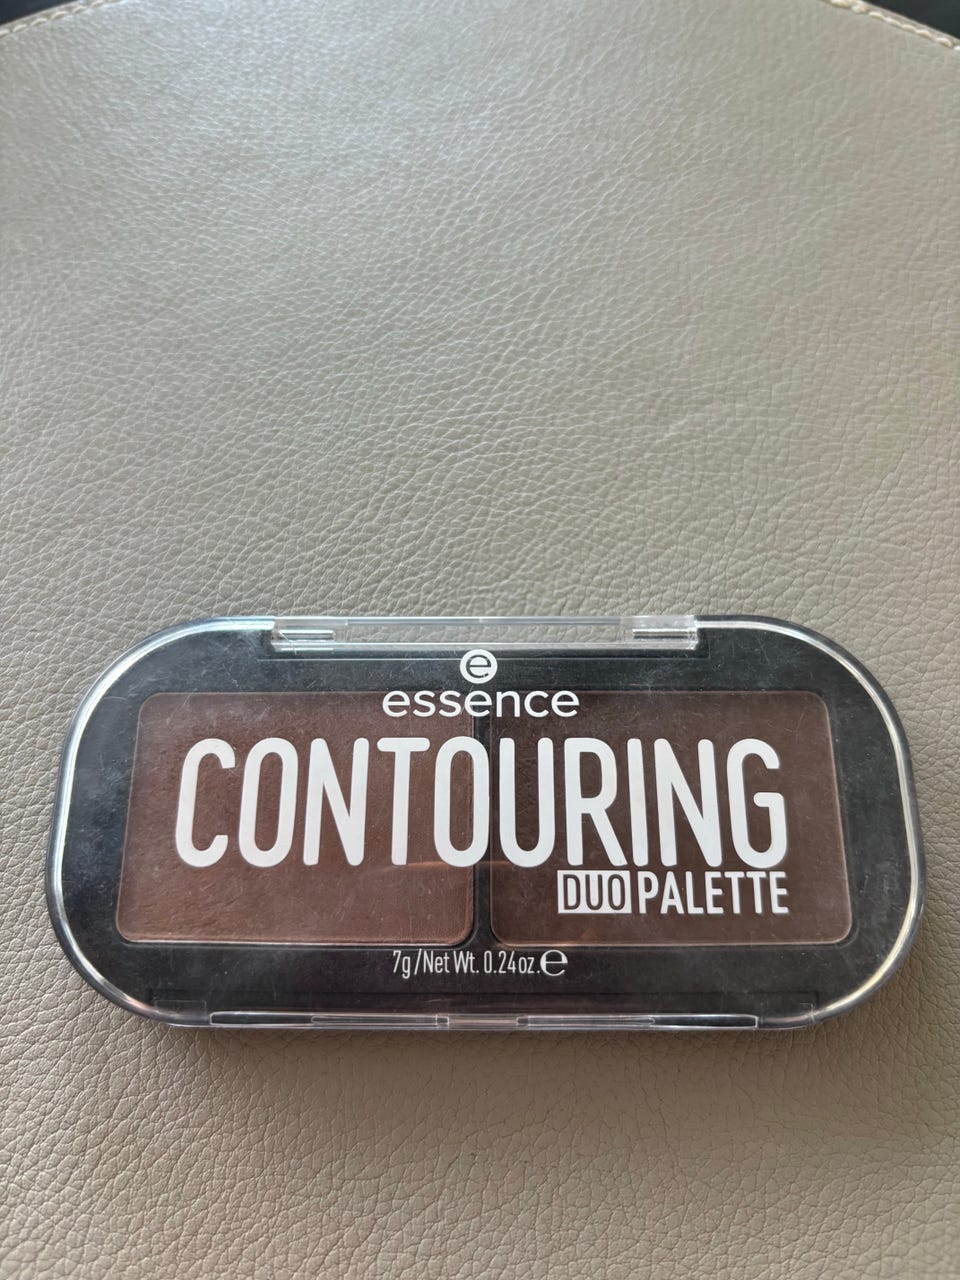 e
essence
CONTOURING
DUO PALETTE
7g/Net Wt. 0.24oz.℮